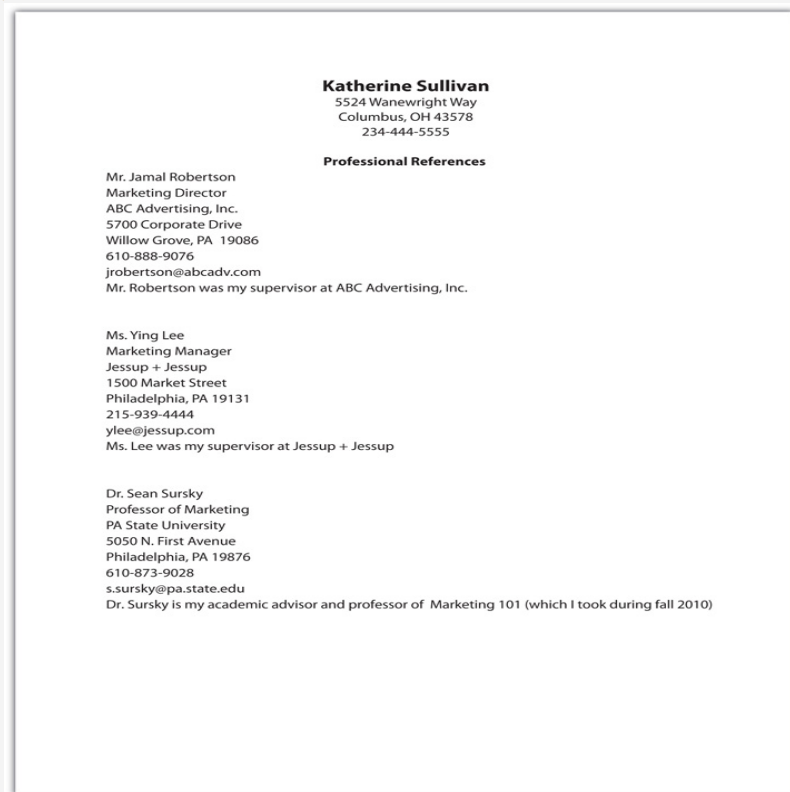 Katherine Sullivan
5524 Wanewright Way
Columbus, OH 43578
234-444-5555
Professional References
Mr. Jamal Robertson
Marketing Director
ABC Advertising, Inc.
5700 Corporate Drive
Willow Grove, PA  19086
610-888-9076
jrobertson@abcadv.com
Mr. Robertson was my supervisor at ABC Advertising, Inc.
Ms. Ying Lee
Marketing Manager
Jessup + Jessup
1500 Market Street
Philadelphia, PA 19131
215-939-4444
ylee@jessup.com
Ms. Lee was my supervisor at Jessup + Jessup
Dr. Sean Sursky
Professor of Marketing
PA State University
5050 N. First Avenue
Philadelphia, PA 19876
610-873-9028
s.sursky@pa.state.edu
Dr. Sursky is my academic advisor and professor of  Marketing 101 (which I took during fall 2010)